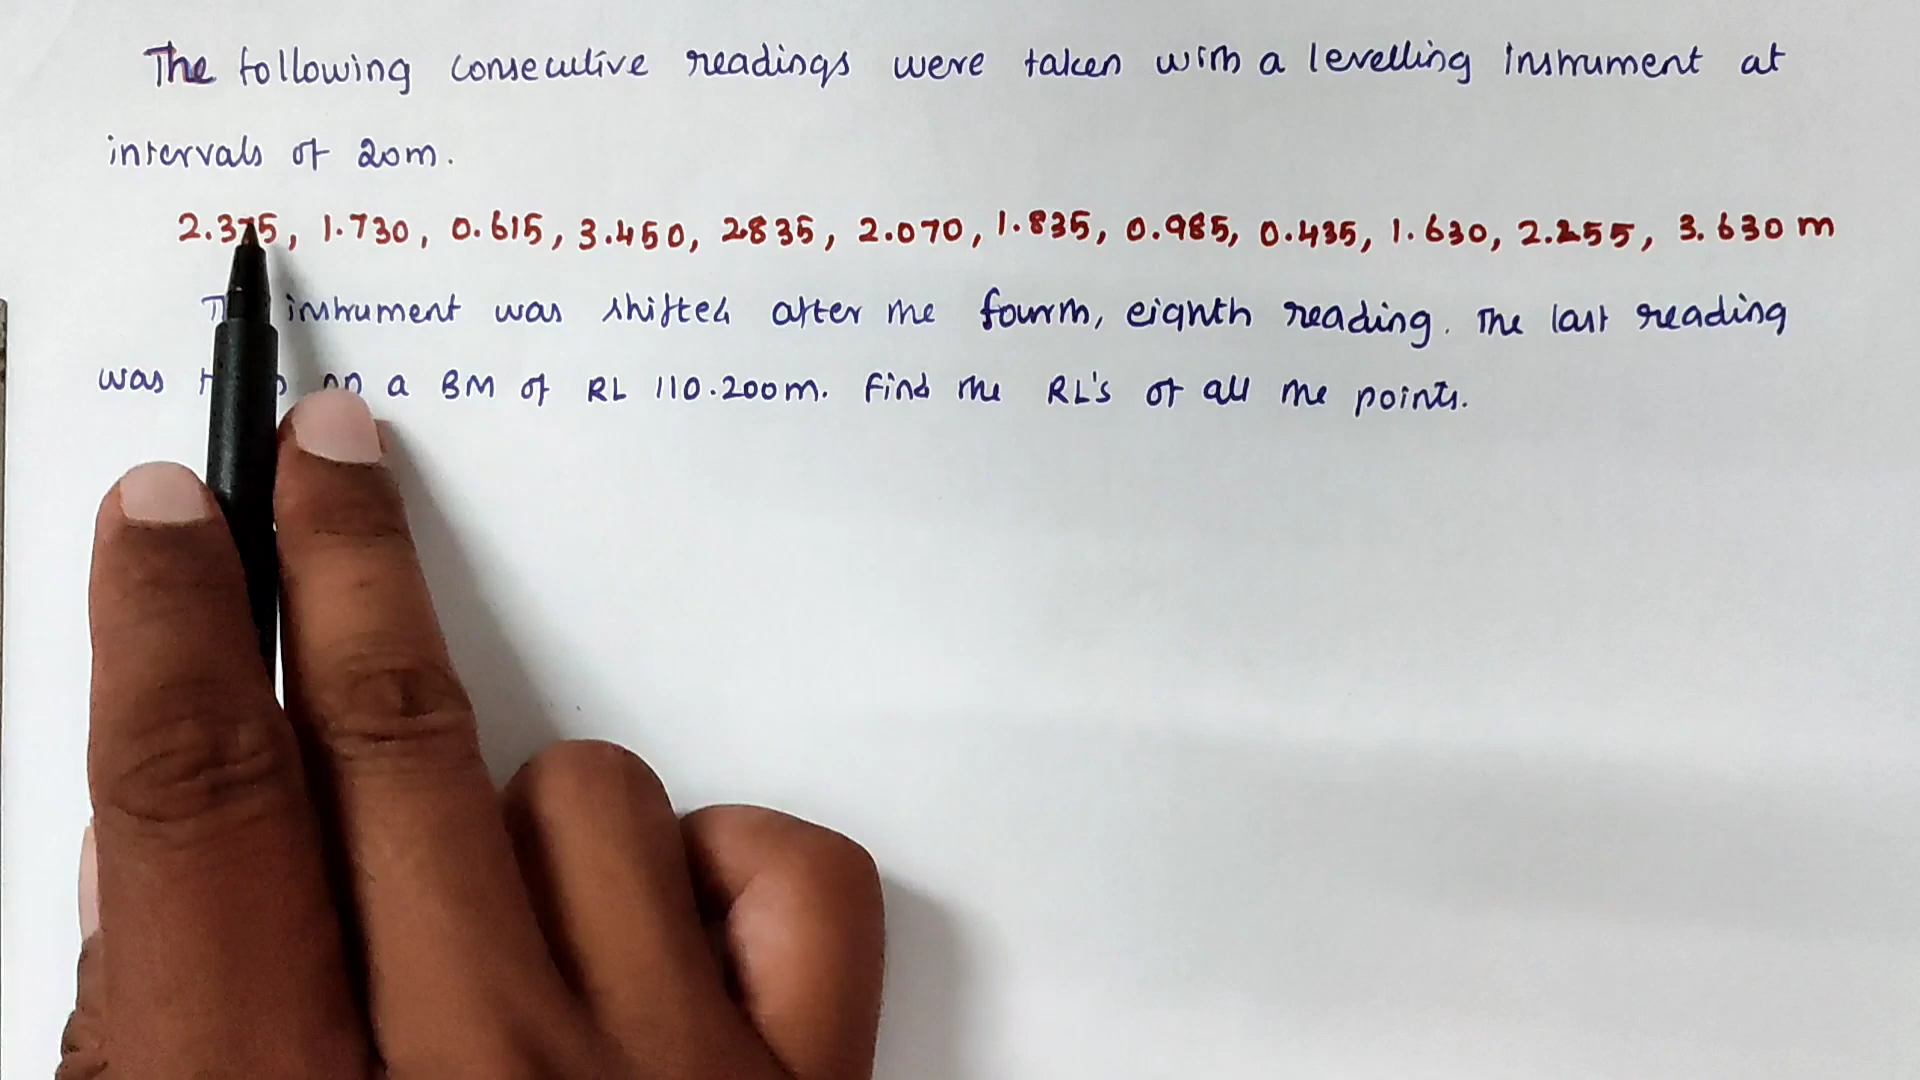 The following consecutive readings were taken with a levelling instrument at
intervals of 20m.
2.375, 1.730, 0.615, 3.450, 2835, 2.070, 1.835, 0.985, 0.435, 1.630, 2.255, 3.630 m
instrument was shifted after the fourth, eighth reading. The last reading
was on a BM of RL 110.200m. Find the RL's of all the points.